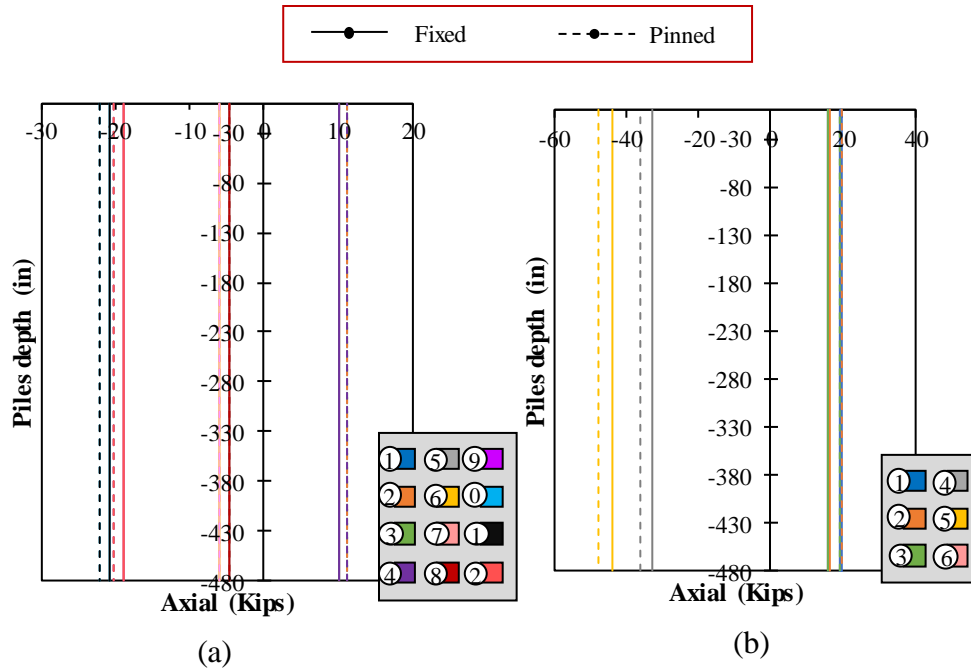 Fixed Pinned
-30 -20 -10 0 10 20
-30
-80
-130
-180
-230
-280
-330
-380
-430
-480
Piles depth (in)
Axial (Kips)
1 5 9
2 6 0
3 7 1
4 8 2
(a)
-60 -40 -20 0 20 40
-30
-80
-130
-180
-230
-280
-330
-380
-430
-480
Piles depth (in)
Axial (Kips)
1 4
2 5
3 6
(b)